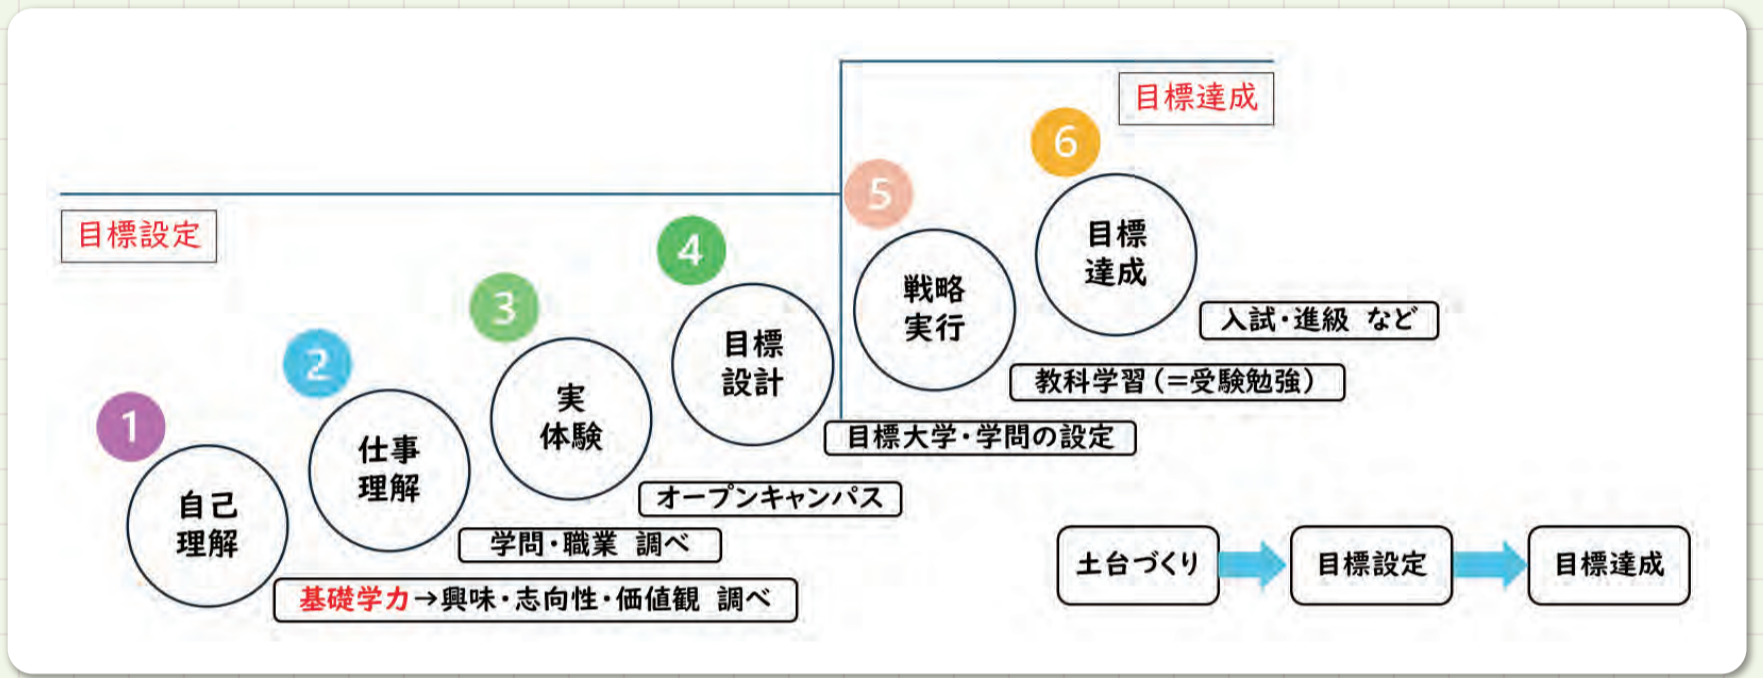 目標達成
6
目標
達成
入試・進級 など
5
戦略
実行
教科学習（＝受験勉強）
目標設定
4
目標
設計
目標大学・学問の設定
3
実
体験
オープンキャンパス
2
仕事
理解
学問・職業 調べ
1
自己
理解
基礎学力→興味・志向性・価値観 調べ
土台づくり
目標設定
目標達成